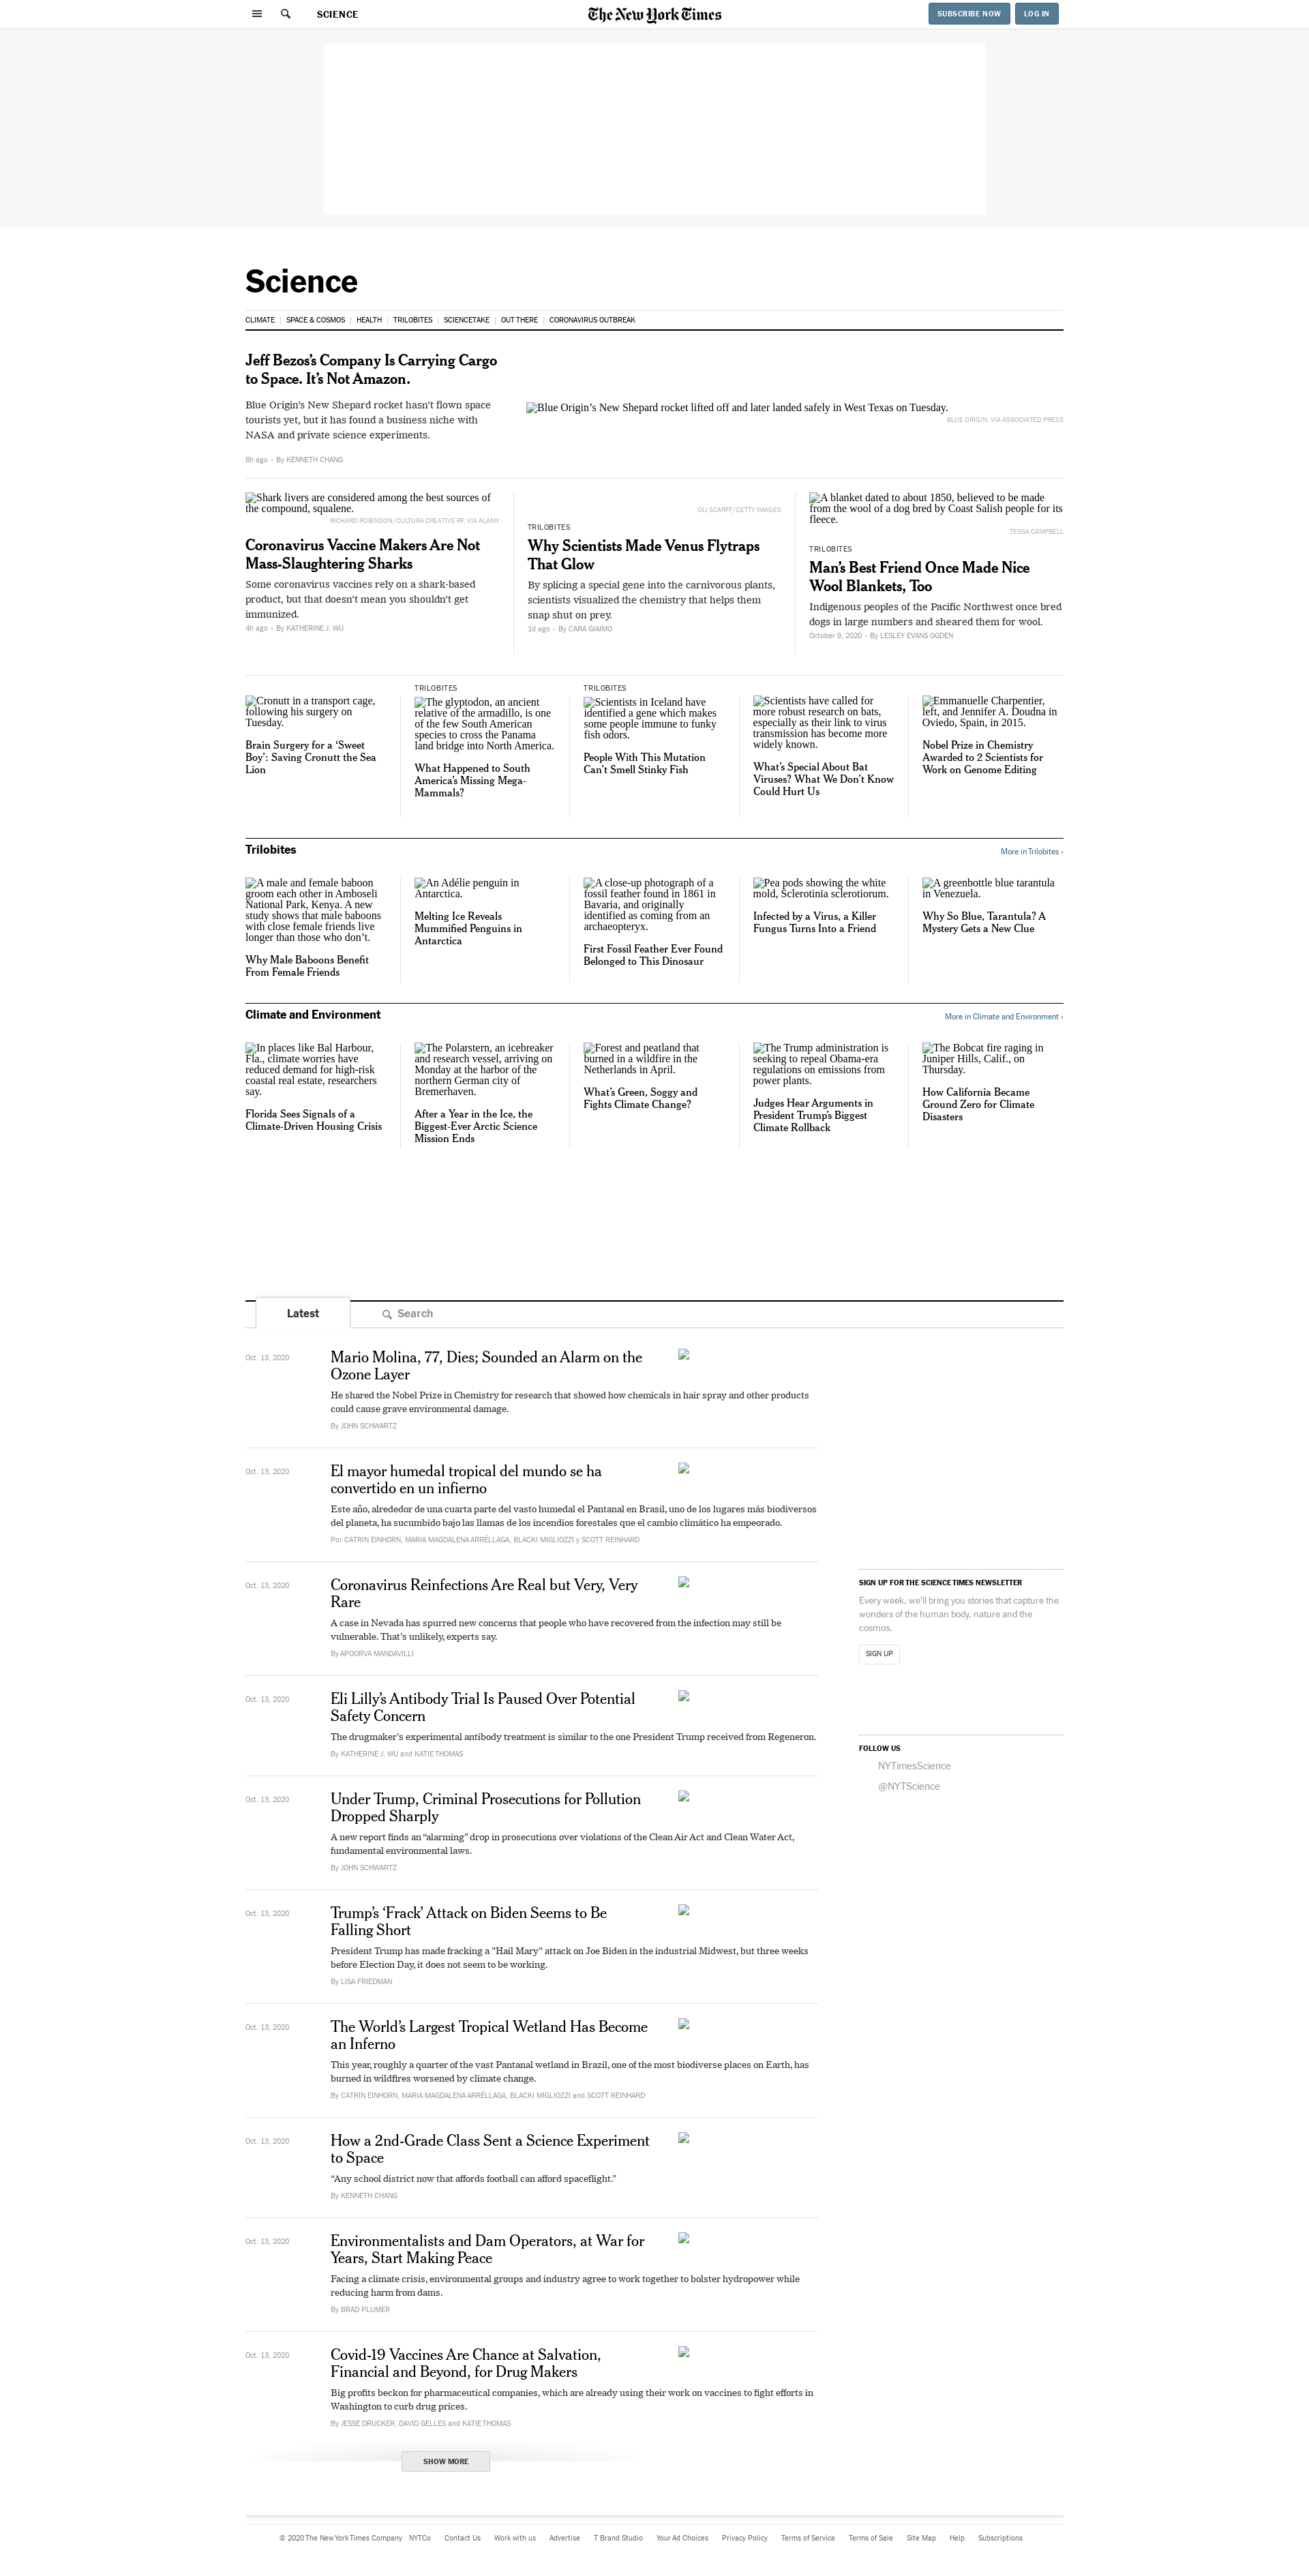 SCIENCE
The New York Times
SUBSCRIBE NOW
LOG IN
Science
CLIMATE
SPACE & COSMOS
HEALTH
TRILOBITES
SCIENCETAKE
OUT THERE
CORONAVIRUS OUTBREAK
Jeff Bezos’s Company Is Carrying Cargo
to Space. It’s Not Amazon.
Blue Origin’s New Shepard rocket hasn’t flown space
tourists yet, but it has found a business niche with
NASA and private science experiments.
8h ago • By KENNETH CHANG
Blue Origin’s New Shepard rocket lifted off and later landed safely in West Texas on Tuesday.
BLUE ORIGIN, VIA ASSOCIATED PRESS
Shark livers are considered among the best sources of
the compound, squalene.
RICHARD ROBINSON/CULTURA CREATIVE RF, VIA ALAMY
Coronavirus Vaccine Makers Are Not
Mass-Slaughtering Sharks
Some coronavirus vaccines rely on a shark-based
product, but that doesn’t mean you shouldn’t get
immunized.
4h ago • By KATHERINE J. WU
OLI SCARFF/GETTY IMAGES
TRILOBITES
Why Scientists Made Venus Flytraps
That Glow
By splicing a special gene into the carnivorous plants,
scientists visualized the chemistry that helps them
snap shut on prey.
1d ago • By CARA GIAIMO
A blanket dated to about 1850, believed to be made
from the wool of a dog bred by Coast Salish people for its
fleece.
TESSA CAMPBELL
TRILOBITES
Man’s Best Friend Once Made Nice
Wool Blankets, Too
Indigenous peoples of the Pacific Northwest once bred
dogs in large numbers and sheared them for wool.
October 9, 2020 • By LESLEY EVANS OGDEN
Cronutt in a transport cage,
following his surgery on
Tuesday.
Brain Surgery for a ‘Sweet
Boy’: Saving Cronutt the Sea
Lion
TRILOBITES
The glyptodon, an ancient
relative of the armadillo, is one
of the few South American
species to cross the Panama
land bridge into North America.
What Happened to South
America’s Missing Mega-
Mammals?
TRILOBITES
Scientists in Iceland have
identified a gene which makes
some people immune to funky
fish odors.
People With This Mutation
Can’t Smell Stinky Fish
Scientists have called for
more robust research on bats,
especially as their link to virus
transmission has become more
widely known.
What’s Special About Bat
Viruses? What We Don’t Know
Could Hurt Us
Emmanuelle Charpentier,
left, and Jennifer A. Doudna in
Oviedo, Spain, in 2015.
Nobel Prize in Chemistry
Awarded to 2 Scientists for
Work on Genome Editing
Trilobites
More in Trilobites ›
A male and female baboon
groom each other in Amboseli
National Park, Kenya. A new
study shows that male baboons
with close female friends live
longer than those who don’t.
Why Male Baboons Benefit
From Female Friends
An Adélie penguin in
Antarctica.
Melting Ice Reveals
Mummified Penguins in
Antarctica
A close-up photograph of a
fossil feather found in 1861 in
Bavaria, and originally
identified as coming from an
archaeopteryx.
First Fossil Feather Ever Found
Belonged to This Dinosaur
Pea pods showing the white
mold, Sclerotinia sclerotiorum.
Infected by a Virus, a Killer
Fungus Turns Into a Friend
A greenbottle blue tarantula
in Venezuela.
Why So Blue, Tarantula? A
Mystery Gets a New Clue
Climate and Environment
More in Climate and Environment ›
In places like Bal Harbour,
Fla., climate worries have
reduced demand for high-risk
coastal real estate, researchers
say.
Florida Sees Signals of a
Climate-Driven Housing Crisis
The Polarstern, an icebreaker
and research vessel, arriving on
Monday at the harbor of the
northern German city of
Bremerhaven.
After a Year in the Ice, the
Biggest-Ever Arctic Science
Mission Ends
Forest and peatland that
burned in a wildfire in the
Netherlands in April.
What’s Green, Soggy and
Fights Climate Change?
The Trump administration is
seeking to repeal Obama-era
regulations on emissions from
power plants.
Judges Hear Arguments in
President Trump’s Biggest
Climate Rollback
The Bobcat fire raging in
Juniper Hills, Calif., on
Thursday.
How California Became
Ground Zero for Climate
Disasters
Latest
Search
Oct. 13, 2020
Mario Molina, 77, Dies; Sounded an Alarm on the
Ozone Layer
He shared the Nobel Prize in Chemistry for research that showed how chemicals in hair spray and other products
could cause grave environmental damage.
By JOHN SCHWARTZ
Oct. 13, 2020
El mayor humedal tropical del mundo se ha
convertido en un infierno
Este año, alrededor de una cuarta parte del vasto humedal el Pantanal en Brasil, uno de los lugares más biodiversos
del planeta, ha sucumbido bajo las llamas de los incendios forestales que el cambio climático ha empeorado.
Por CATRIN EINHORN, MARIA MAGDALENA ARRÉLLAGA, BLACKI MIGLIOZZI y SCOTT REINHARD
Oct. 13, 2020
Coronavirus Reinfections Are Real but Very, Very
Rare
A case in Nevada has spurred new concerns that people who have recovered from the infection may still be
vulnerable. That’s unlikely, experts say.
By APOORVA MANDAVILLI
Oct. 13, 2020
Eli Lilly’s Antibody Trial Is Paused Over Potential
Safety Concern
The drugmaker’s experimental antibody treatment is similar to the one President Trump received from Regeneron.
By KATHERINE J. WU and KATIE THOMAS
Oct. 13, 2020
Under Trump, Criminal Prosecutions for Pollution
Dropped Sharply
A new report finds an “alarming” drop in prosecutions over violations of the Clean Air Act and Clean Water Act,
fundamental environmental laws.
By JOHN SCHWARTZ
Oct. 13, 2020
Trump’s ‘Frack’ Attack on Biden Seems to Be
Falling Short
President Trump has made fracking a "Hail Mary" attack on Joe Biden in the industrial Midwest, but three weeks
before Election Day, it does not seem to be working.
By LISA FRIEDMAN
Oct. 13, 2020
The World’s Largest Tropical Wetland Has Become
an Inferno
This year, roughly a quarter of the vast Pantanal wetland in Brazil, one of the most biodiverse places on Earth, has
burned in wildfires worsened by climate change.
By CATRIN EINHORN, MARIA MAGDALENA ARRÉLLAGA, BLACKI MIGLIOZZI and SCOTT REINHARD
Oct. 13, 2020
How a 2nd-Grade Class Sent a Science Experiment
to Space
“Any school district now that affords football can afford spaceflight.”
By KENNETH CHANG
Oct. 13, 2020
Environmentalists and Dam Operators, at War for
Years, Start Making Peace
Facing a climate crisis, environmental groups and industry agree to work together to bolster hydropower while
reducing harm from dams.
By BRAD PLUMER
Oct. 13, 2020
Covid-19 Vaccines Are Chance at Salvation,
Financial and Beyond, for Drug Makers
Big profits beckon for pharmaceutical companies, which are already using their work on vaccines to fight efforts in
Washington to curb drug prices.
By JESSE DRUCKER, DAVID GELLES and KATIE THOMAS
SHOW MORE
SIGN UP FOR THE SCIENCE TIMES NEWSLETTER
Every week, we’ll bring you stories that capture the
wonders of the human body, nature and the
cosmos.
SIGN UP
FOLLOW US
NYTimesScience
@NYTScience
© 2020 The New York Times Company
NYTCo
Contact Us
Work with us
Advertise
T Brand Studio
Your Ad Choices
Privacy Policy
Terms of Service
Terms of Sale
Site Map
Help
Subscriptions